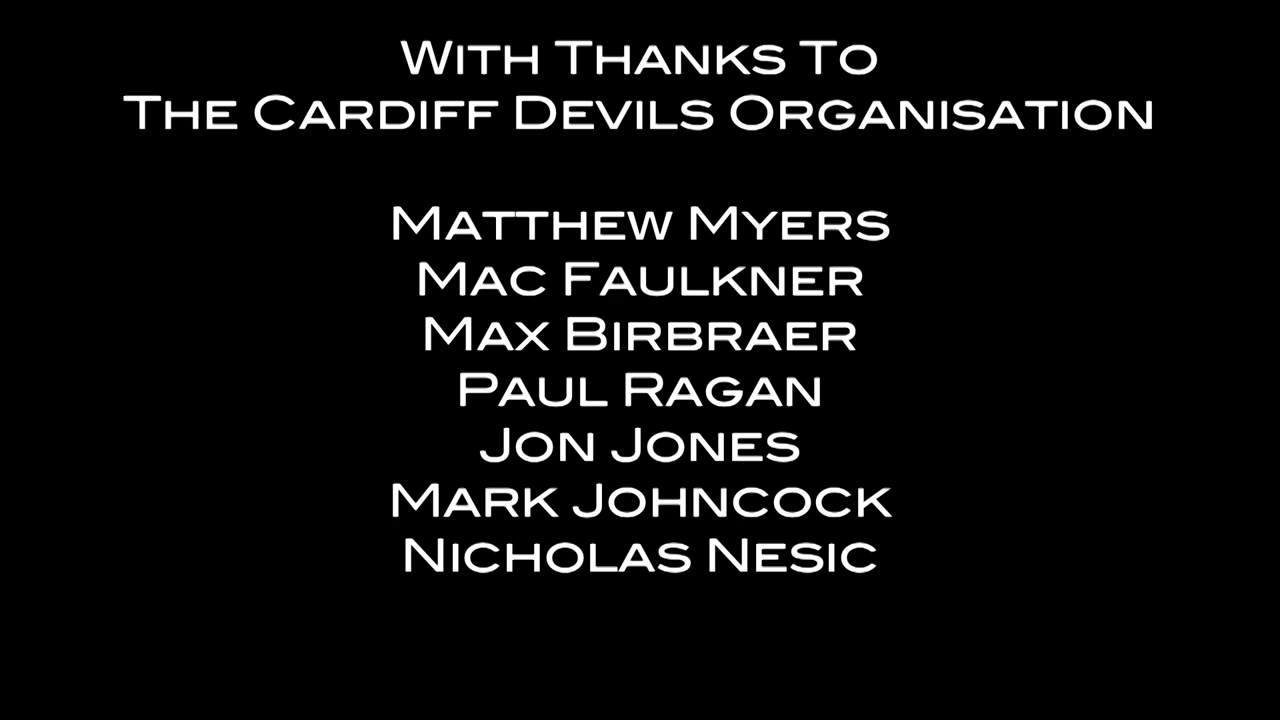 With Thanks To
The Cardiff Devils Organisation
Matthew Myers
Mac Faulkner
Max Birbraer
Paul Ragan
Jon Jones
Mark Johncock
Nicholas Nesic